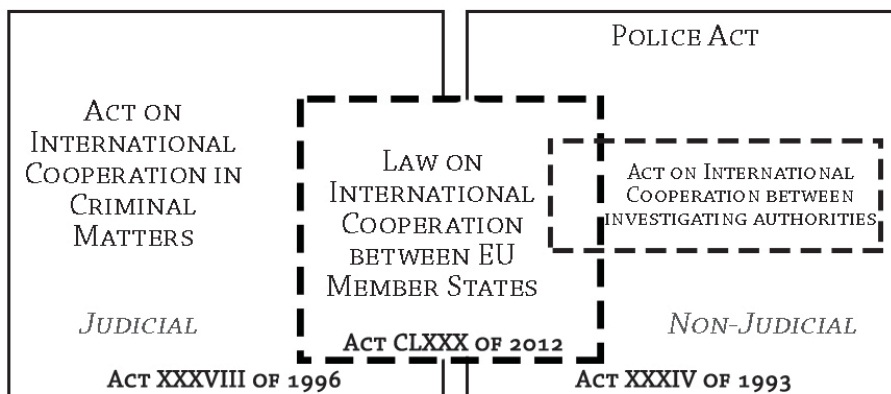 Police Act
Act on
International
Cooperation in
Criminal
Matters
Law on
International
Cooperation
between EU
Member States
Act on International
Cooperation between
investigating authorities
Judicial
Non-Judicial
Act CLXXX of 2012
Act XXXVIII of 1996
Act XXXIV of 1993